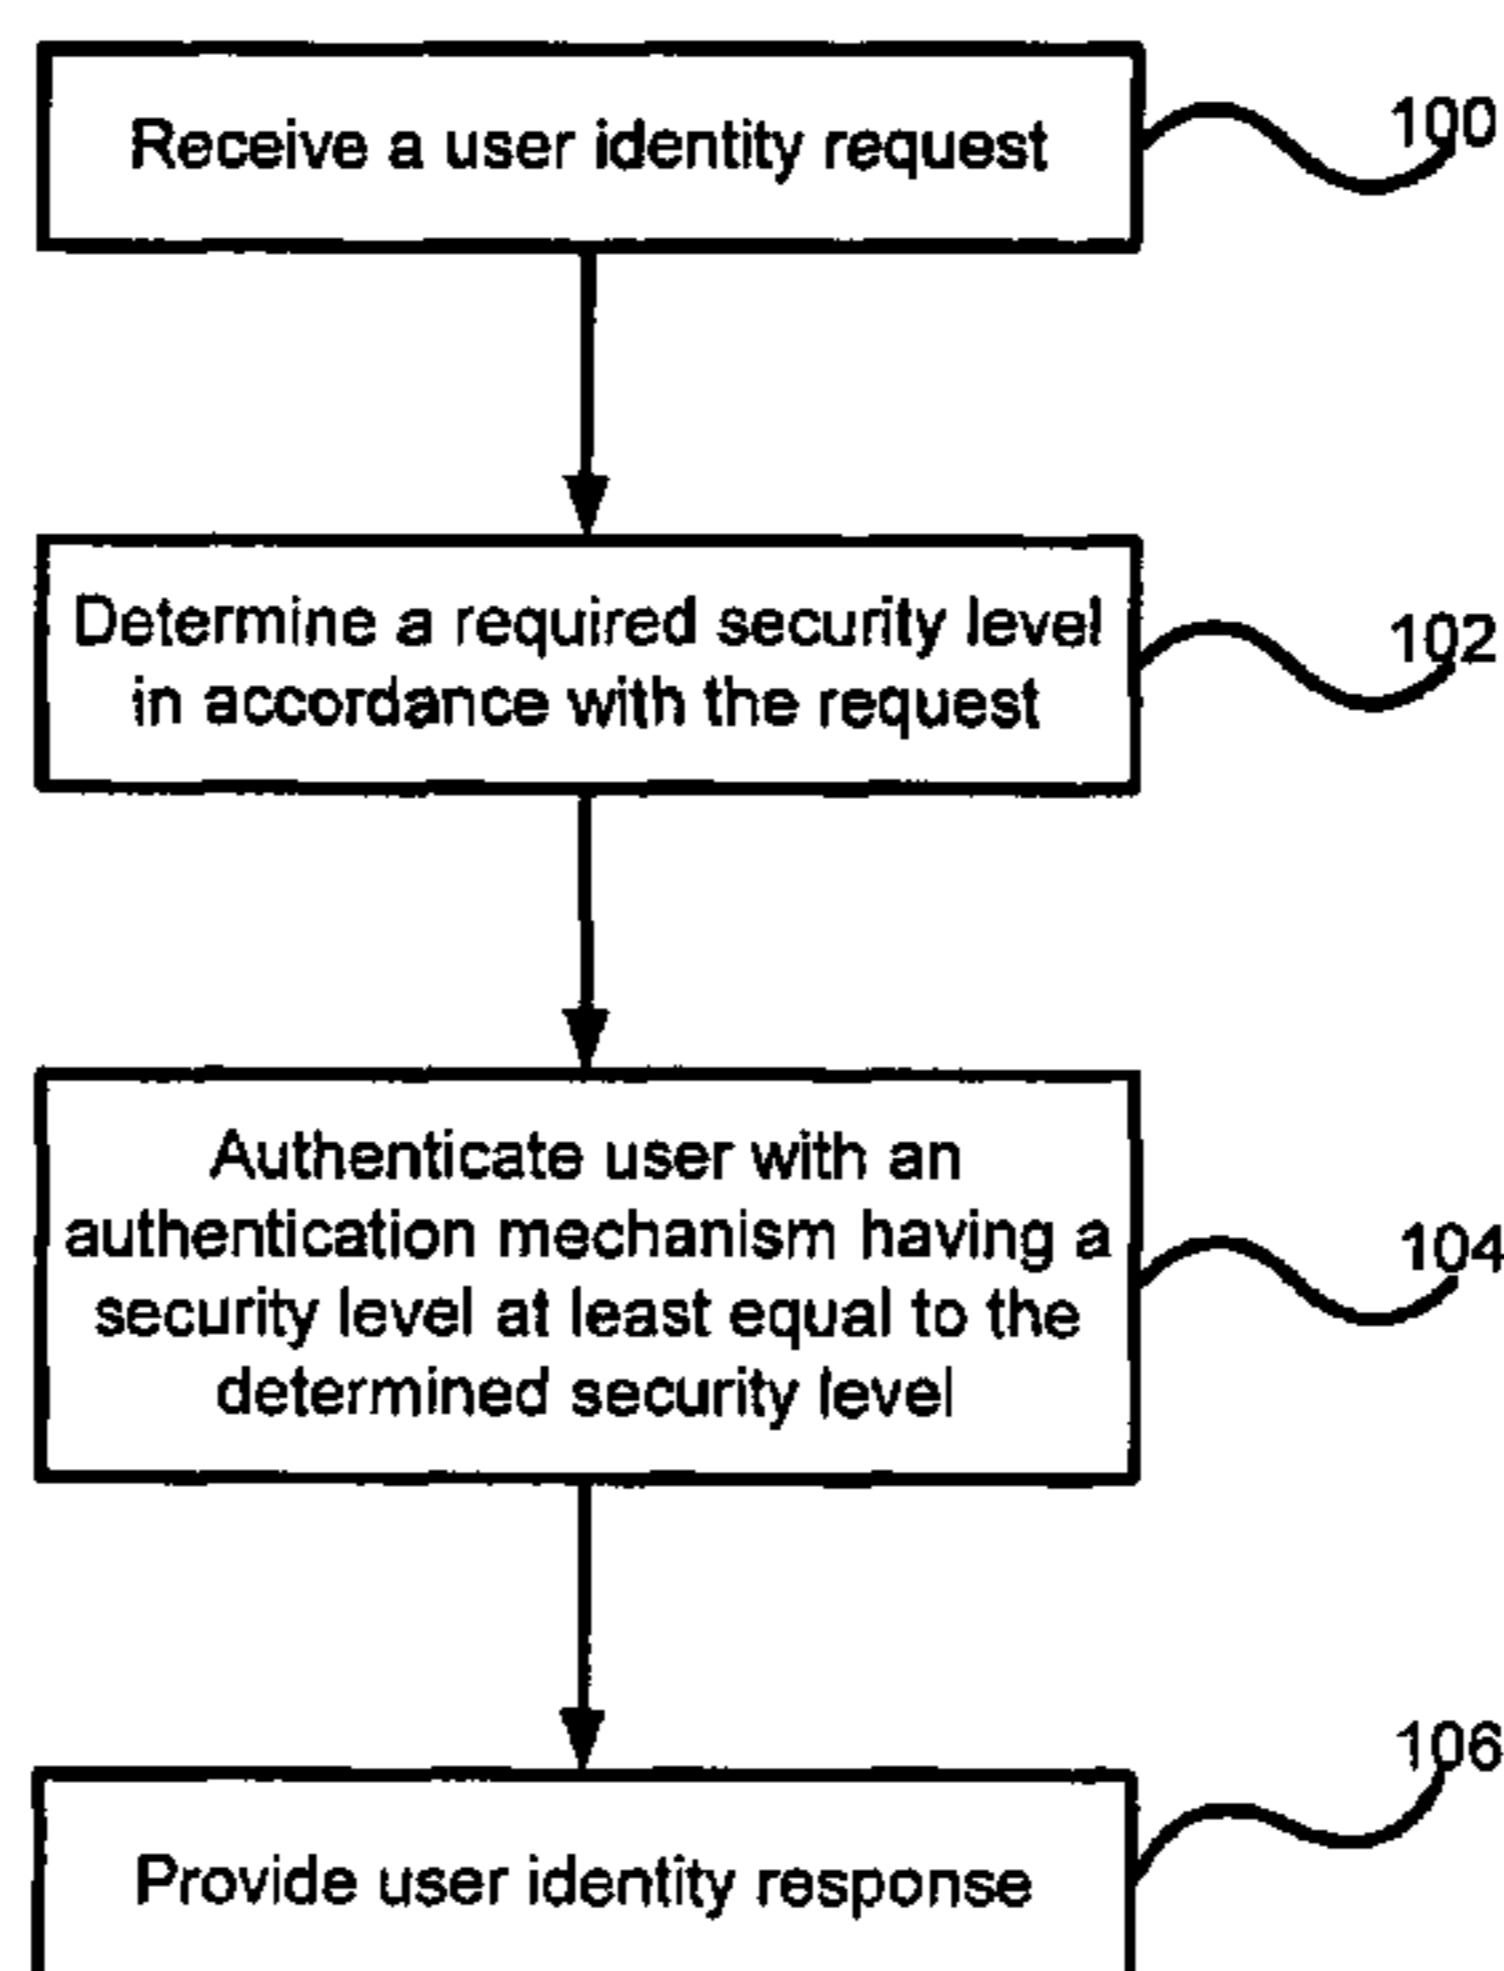 Receive a user identity request
100
Determine a required security level
in accordance with the request
102
Authenticate user with an
authentication mechanism having a
security level at least equal to the
determined security level
104
106
Provide user identity response